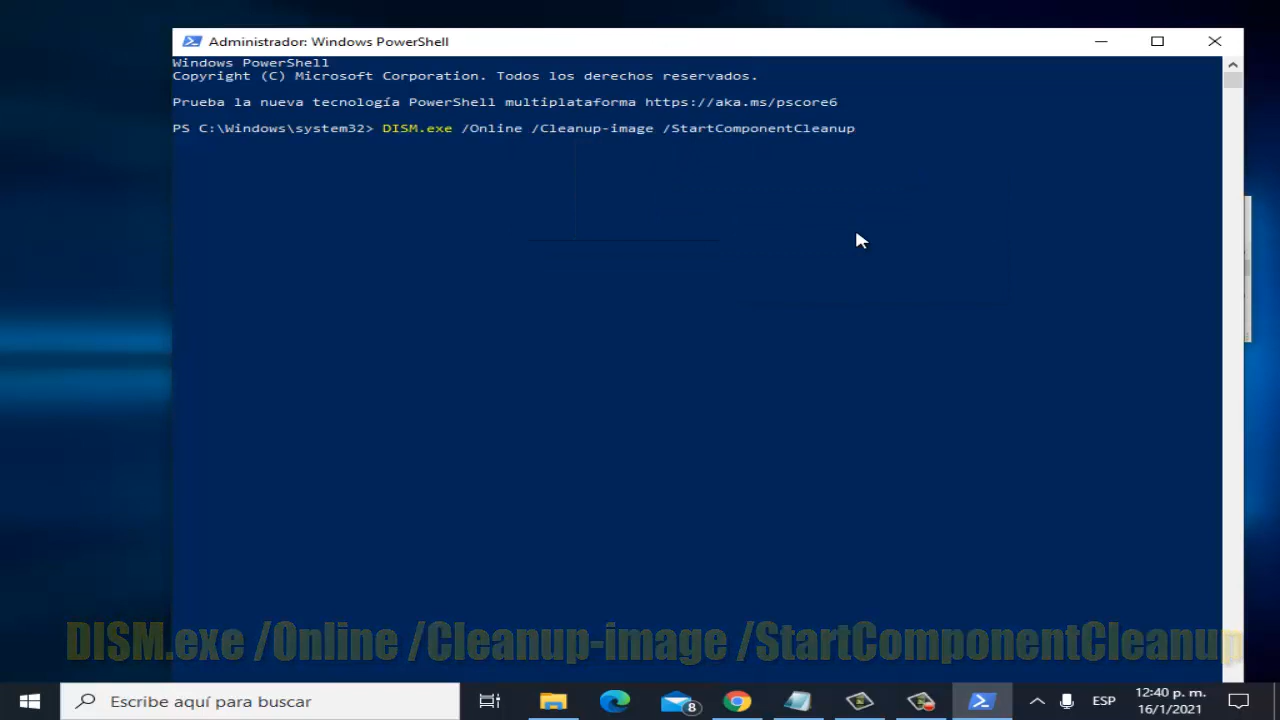 Administrador: Windows PowerShell
Windows PowerShell
Copyright (C) Microsoft Corporation. Todos los derechos reservados.
Prueba la nueva tecnología PowerShell multiplataforma https://aka.ms/pscore6
PS C:\Windows\system32> DISM.exe /Online /Cleanup-image /StartComponentCleanup
DISM.exe /Online /Cleanup-image /StartComponentCleanup
Escribe aquí para buscar
8
ESP
12:40 p. m.
16/1/2021